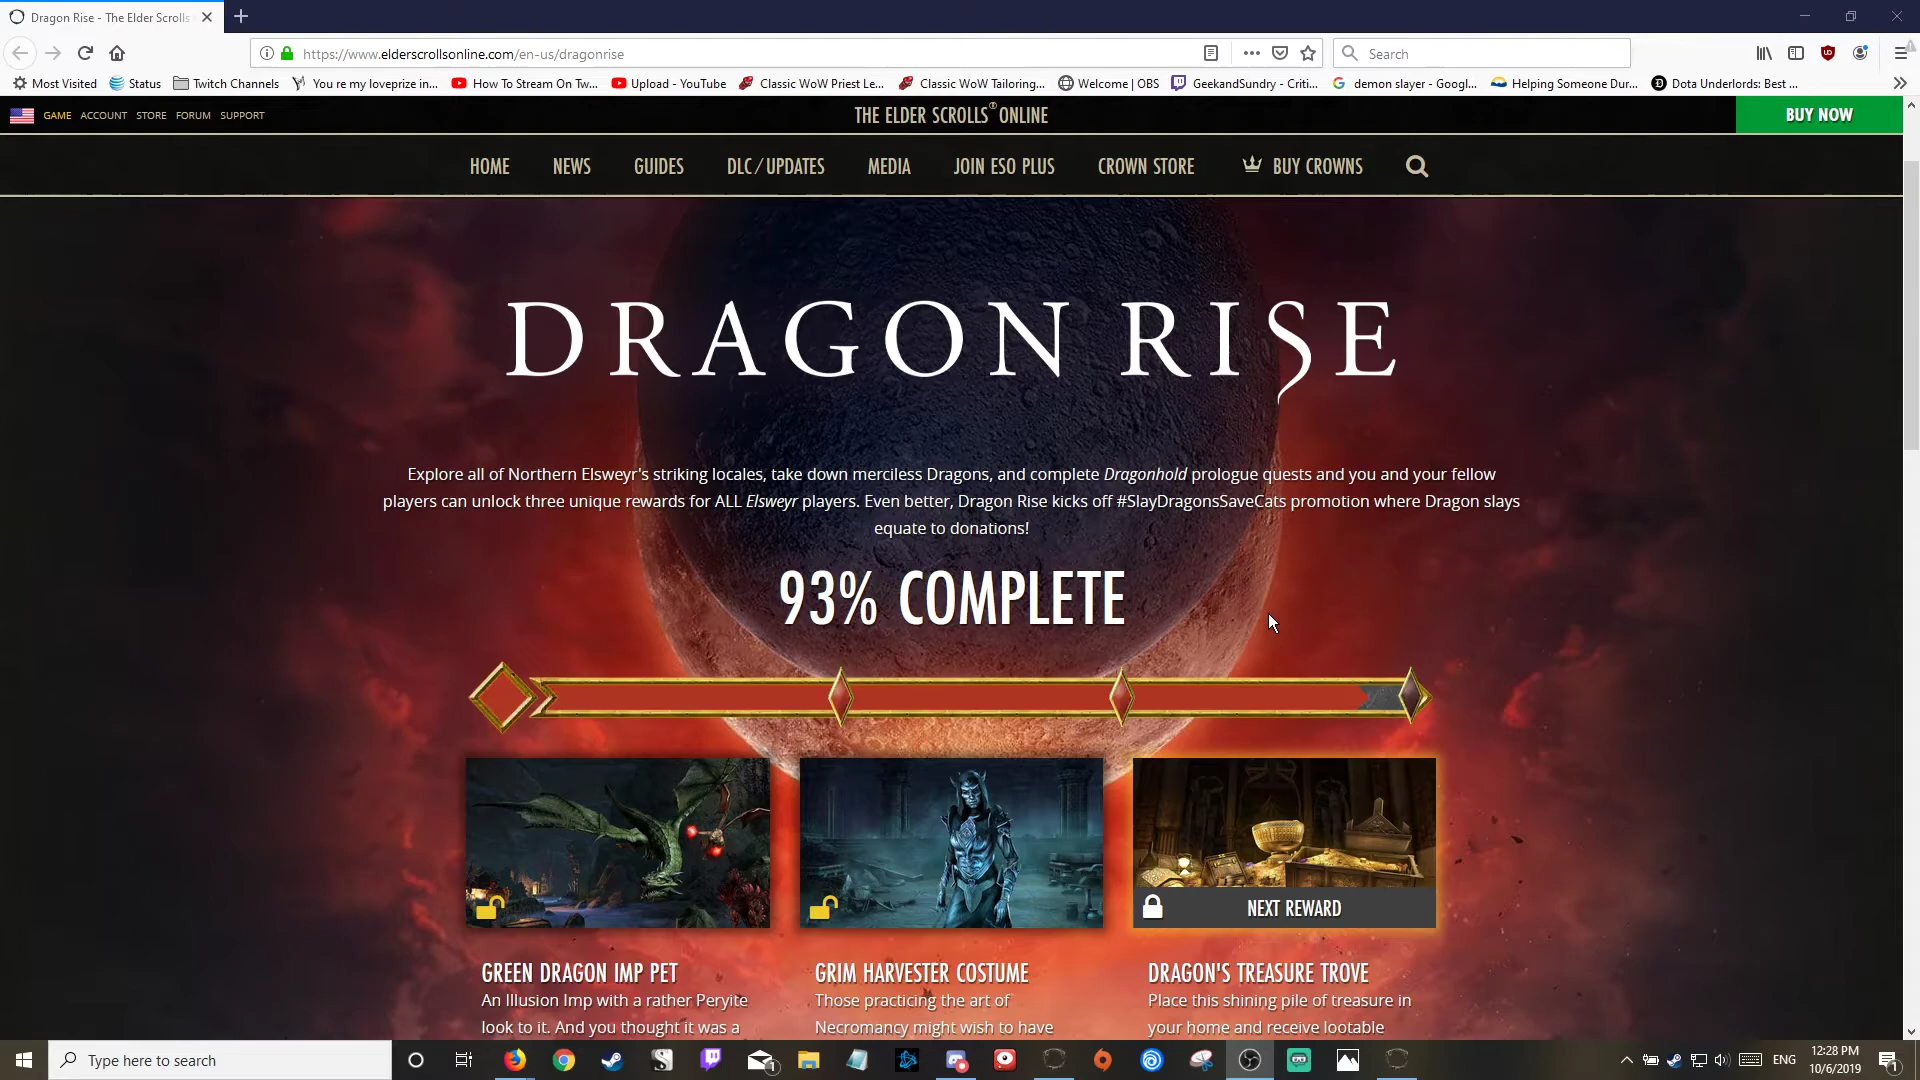 Dragon Rise - The Elder Scrolls
https://www.elderscrollsonline.com/en-us/dragonrise
Search
Most Visited
Status
Twitch Channels
You re my loveprize in...
How To Stream On Tw...
Upload - YouTube
Classic WoW Priest Le...
Classic WoW Tailoring...
Welcome | OBS
GeekandSundry - Criti...
demon slayer - Googl...
Helping Someone Dur...
Dota Underlords: Best ...
GAME ACCOUNT STORE FORUM SUPPORT
THE ELDER SCROLLS® ONLINE
BUY NOW
HOME NEWS GUIDES DLC / UPDATES MEDIA JOIN ESO PLUS CROWN STORE BUY CROWNS
DRAGON RISE
Explore all of Northern Elsweyr's striking locales, take down merciless Dragons, and complete Dragonhold prologue quests and you and your fellow
players can unlock three unique rewards for ALL Elsweyr players. Even better, Dragon Rise kicks off #SlayDragonsSaveCats promotion where Dragon slays
equate to donations!
93% COMPLETE
NEXT REWARD
GREEN DRAGON IMP PET
An Illusion Imp with a rather Peryite
look to it. And you thought it was a
GRIM HARVESTER COSTUME
Those practicing the art of
Necromancy might wish to have
DRAGON'S TREASURE TROVE
Place this shining pile of treasure in
your home and receive lootable
Type here to search
1
ENG
12:28 PM
10/6/2019
1